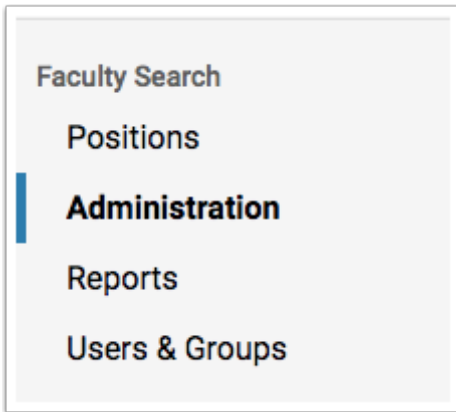 Faculty Search
Positions
Administration
Reports
Users & Groups